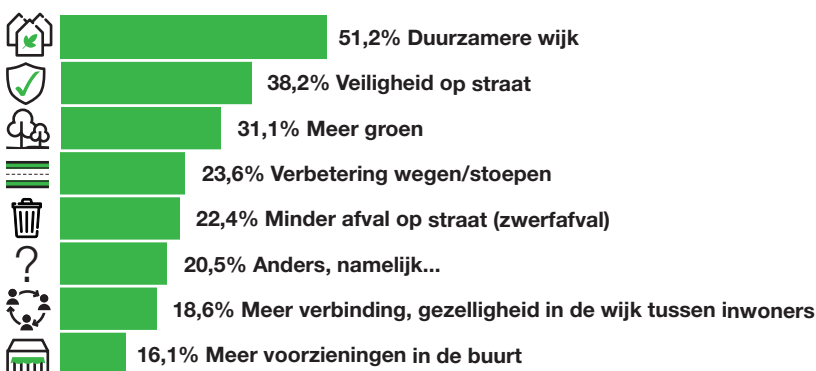 51,2% Duurzamere wijk
38,2% Veiligheid op straat
31,1% Meer groen
23,6% Verbetering wegen/stoepen
22,4% Minder afval op straat (zwerfafval)
?
20,5% Anders, namelijk...
18,6% Meer verbinding, gezelligheid in de wijk tussen inwoners
16,1% Meer voorzieningen in de buurt